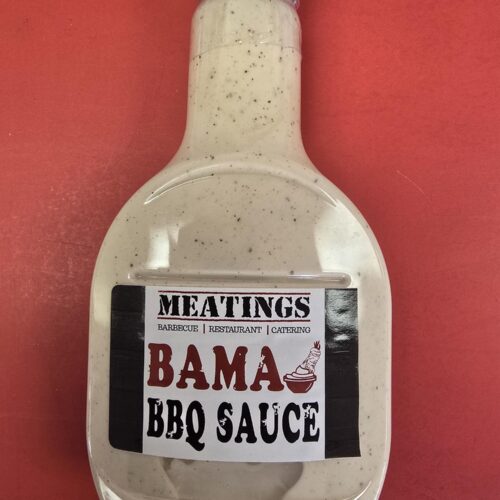 MEATINGS
BARBECUE | RESTAURANT | CATERING
BAMA
BBQ SAUCE